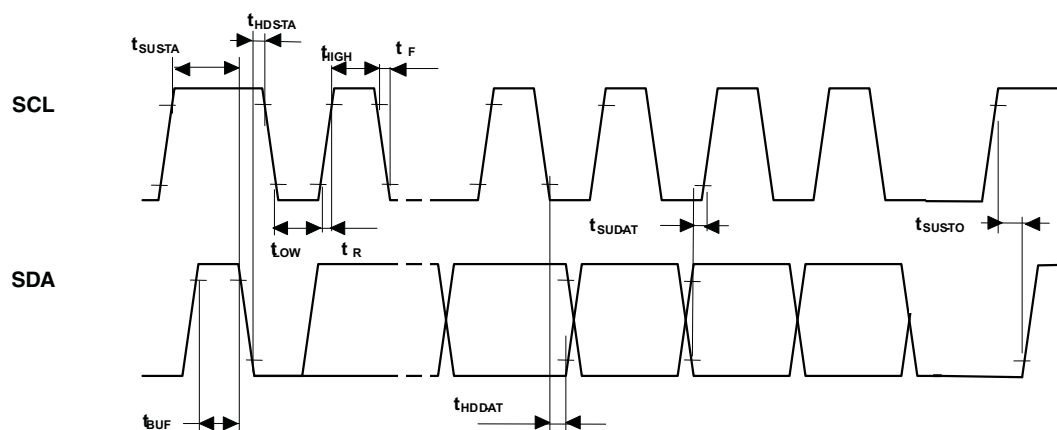 tHDSTA
tSUSTA
tHIGH
t F
SCL
tSUDAT
tSUSTO
tLOW
t R
SDA
tHDDAT
tBUF